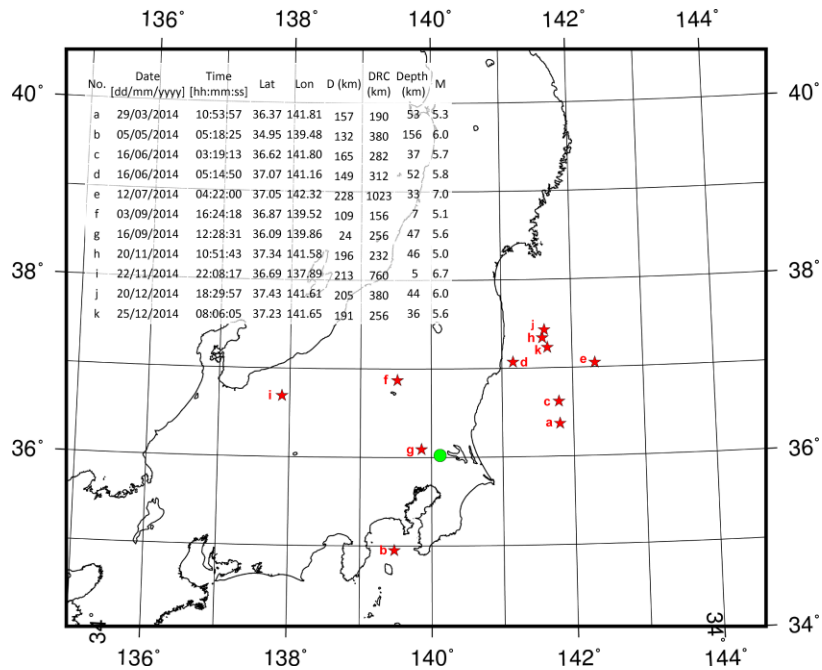 136° 138° 140° 142° 144°
40° 40°
No. Date [dd/mm/yyyy] Time [hh:mm:ss] Lat Lon D (km) DRC (km) Depth (km) M
a 29/03/2014 10:53:57 36.37 141.81 157 190 53 5.3
b 05/05/2014 05:18:25 34.95 139.48 132 380 156 6.0
c 16/06/2014 03:19:13 36.62 141.80 165 282 37 5.7
d 16/06/2014 05:14:50 37.07 141.16 149 312 52 5.8
e 12/07/2014 04:22:00 37.05 142.32 228 1023 33 7.0
f 03/09/2014 16:24:18 36.87 139.52 109 156 7 5.1
g 16/09/2014 12:28:31 36.09 139.86 24 256 47 5.6
h 20/11/2014 10:51:43 37.34 141.58 196 232 46 5.0
i 22/11/2014 22:08:17 36.69 137.89 213 760 5 6.7
j 20/12/2014 18:29:57 37.43 141.61 205 380 44 6.0
k 25/12/2014 08:06:05 37.23 141.65 191 256 36 5.6
38° 38°
j
h
k
d e
f
i
c
a
36° g 36°
b
34° 34° 34°
136° 138° 140° 142° 144°